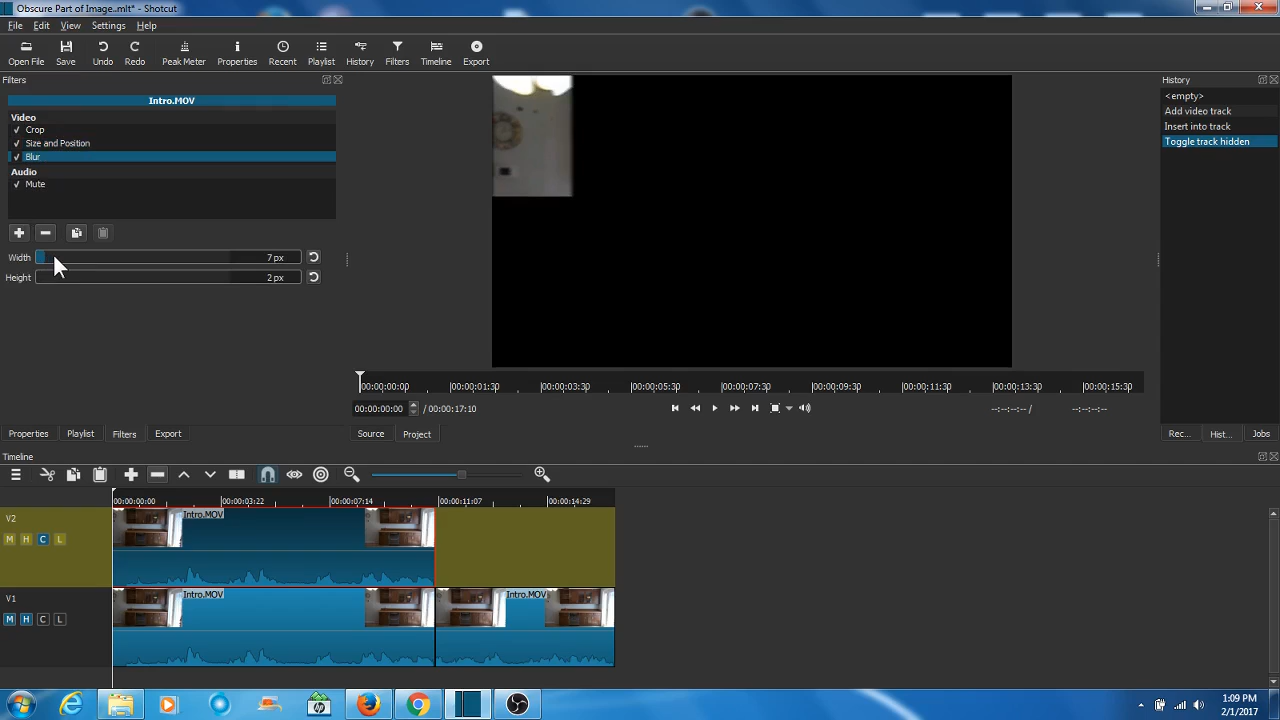 Obscure Part of Image..mlt* - Shotcut
File Edit View Settings Help
Open File Save Undo Redo Peak Meter Properties Recent Playlist History Filters Timeline Export
Filters
Intro.MOV
Video
✓ Crop
✓ Size and Position
✓ Blur
Audio
✓ Mute
Width 7 px
Height 2 px
History
<empty>
Add video track
Insert into track
Toggle track hidden
00:00:00:00 00:00:01:30 00:00:03:30 00:00:05:30 00:00:07:30 00:00:09:30 00:00:11:30 00:00:13:30 00:00:15:30
00:00:00:00 / 00:00:17:10 --:--:--:-- / --:--:--:--
Properties Playlist Filters Export
Source Project
Rec... Hist... Jobs
Timeline
00:00:00:00 00:00:03:22 00:00:07:14 00:00:11:07 00:00:14:29
V2
Intro.MOV
M H C L
V1
Intro.MOV Intro.MOV
M H C L
1:09 PM
2/1/2017